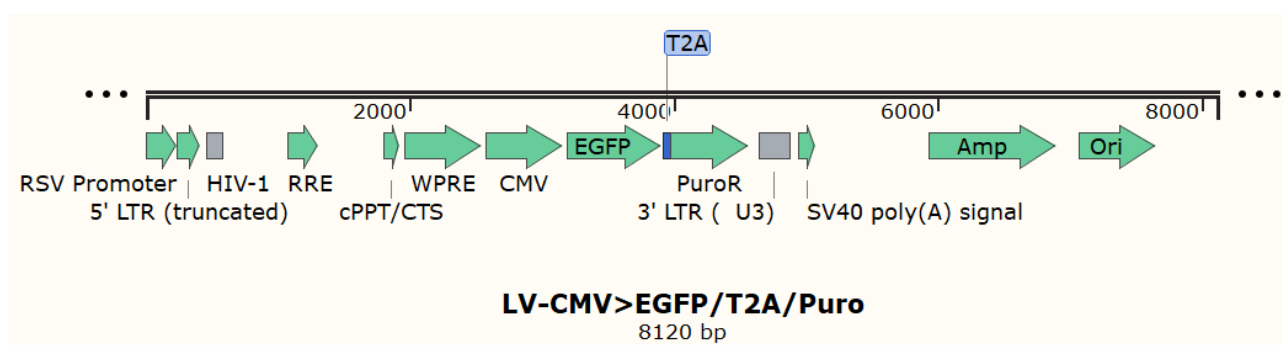 T2A
2000 4000 6000 8000
EGFP Amp Ori
RSV Promoter HIV-1 RRE WPRE CMV PuroR
5' LTR (truncated) cPPT/CTS 3' LTR ( U3) SV40 poly(A) signal
LV-CMV>EGFP/T2A/Puro
8120 bp